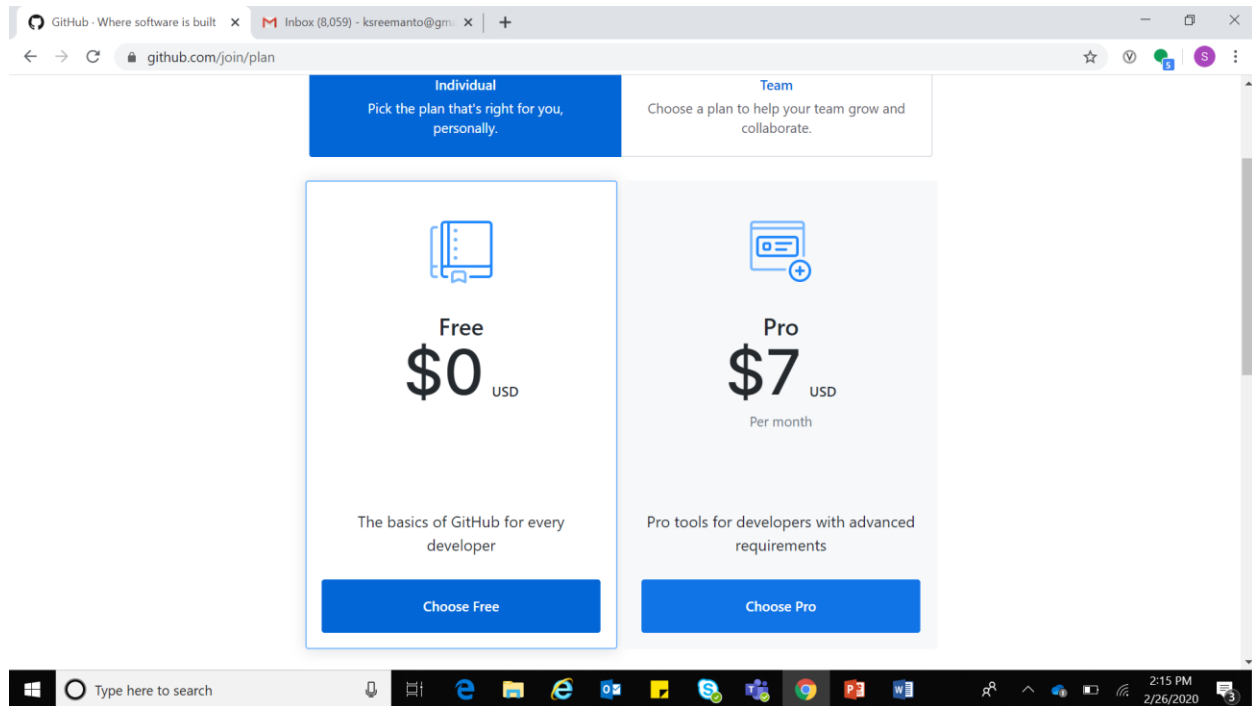 GitHub · Where software is built
Inbox (8,059) - ksreemanto@gm
github.com/join/plan
S
5
Individual
Pick the plan that's right for you,
personally.
Team
Choose a plan to help your team grow and
collaborate.
Free
$0 USD
The basics of GitHub for every
developer
Choose Free
Pro
$7 USD
Per month
Pro tools for developers with advanced
requirements
Choose Pro
Type here to search
2:15 PM
2/26/2020
3